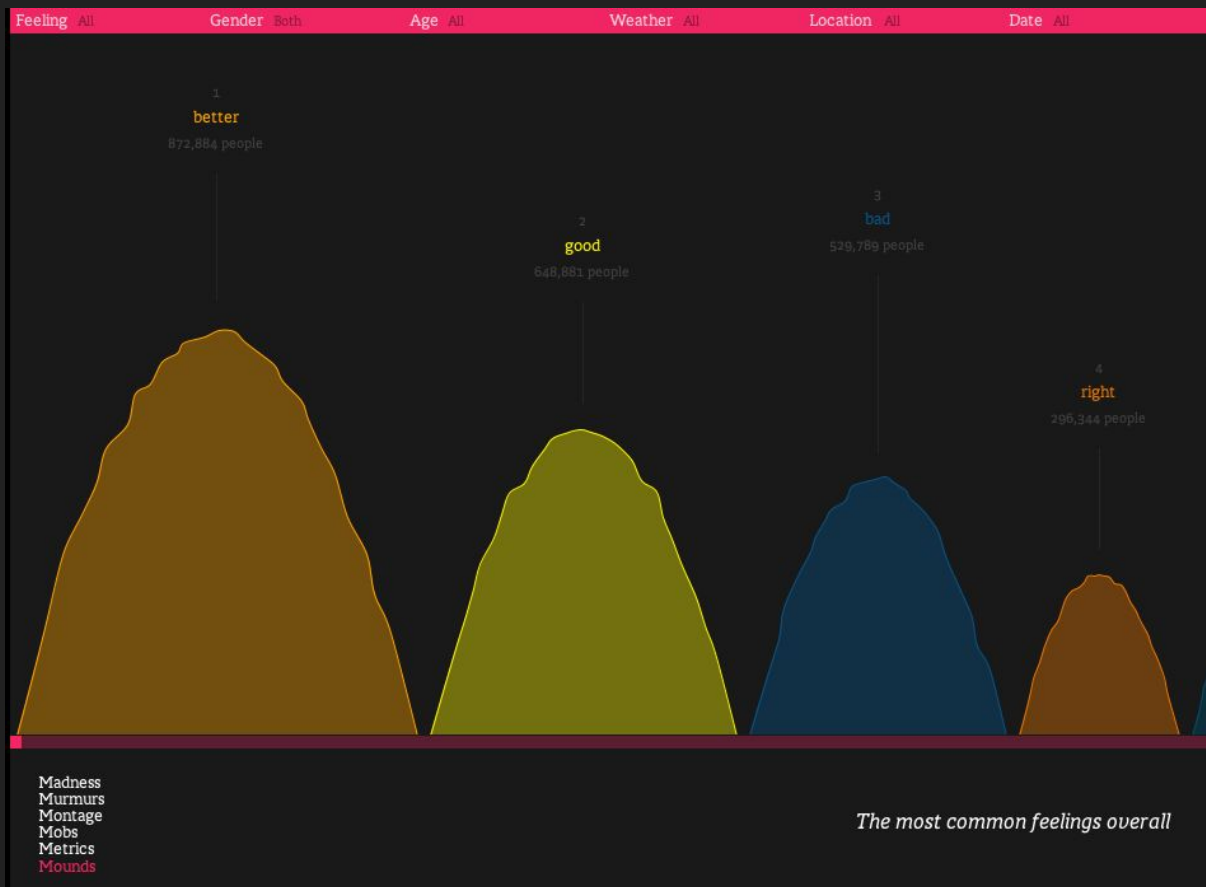 Feeling All Gender Both Age All Weather All Location All Date All
1
better
872,884 people
2
good
648,881 people
3
bad
529,789 people
4
right
296,344 people
Madness
Murmurs
Montage
Mobs
Metrics
Mounds
The most common feelings overall